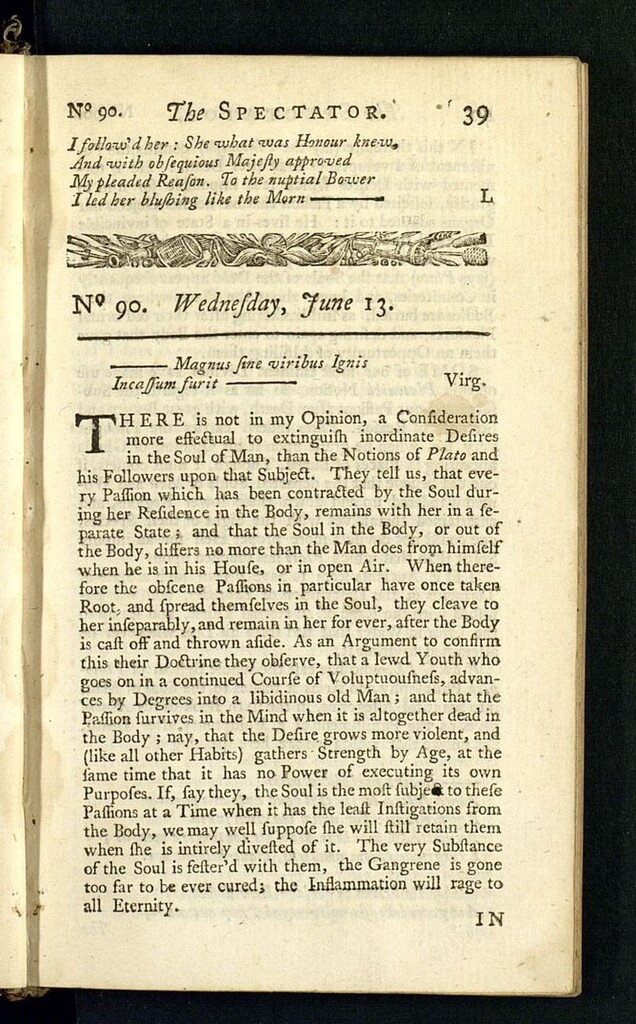 Nº 90. The SPECTATOR. 39
I follow'd her : She what was Honour knew,
And with obſequious Majeſty approved
My pleaded Reaſon. To the nuptial Bower
I led her bluſhing like the Morn ——— L
Nº 90. Wedneſday, June 13.
——— Magnus ſine viribus Ignis
Incaſſum furit ——— Virg.
THERE is not in my Opinion, a Conſideration
more effectual to extinguiſh inordinate Deſires
in the Soul of Man, than the Notions of Plato and
his Followers upon that Subject. They tell us, that eve-
ry Paſſion which has been contracted by the Soul dur-
ing her Reſidence in the Body, remains with her in a ſe-
parate State ; and that the Soul in the Body, or out of
the Body, differs no more than the Man does from himſelf
when he is in his Houſe, or in open Air. When there-
fore the obſcene Paſſions in particular have once taken
Root, and ſpread themſelves in the Soul, they cleave to
her inſeparably, and remain in her for ever, after the Body
is caſt off and thrown aſide. As an Argument to confirm
this their Doctrine they obſerve, that a lewd Youth who
goes on in a continued Courſe of Voluptuouſneſs, advan-
ces by Degrees into a libidinous old Man ; and that the
Paſſion ſurvives in the Mind when it is altogether dead in
the Body ; nay, that the Deſire grows more violent, and
(like all other Habits) gathers Strength by Age, at the
ſame time that it has no Power of executing its own
Purpoſes. If, ſay they, the Soul is the moſt ſubject to theſe
Paſſions at a Time when it has the leaſt Inſtigations from
the Body, we may well ſuppoſe ſhe will ſtill retain them
when ſhe is intirely diveſted of it. The very Subſtance
of the Soul is feſter'd with them, the Gangrene is gone
too far to be ever cured; the Inflammation will rage to
all Eternity.
IN